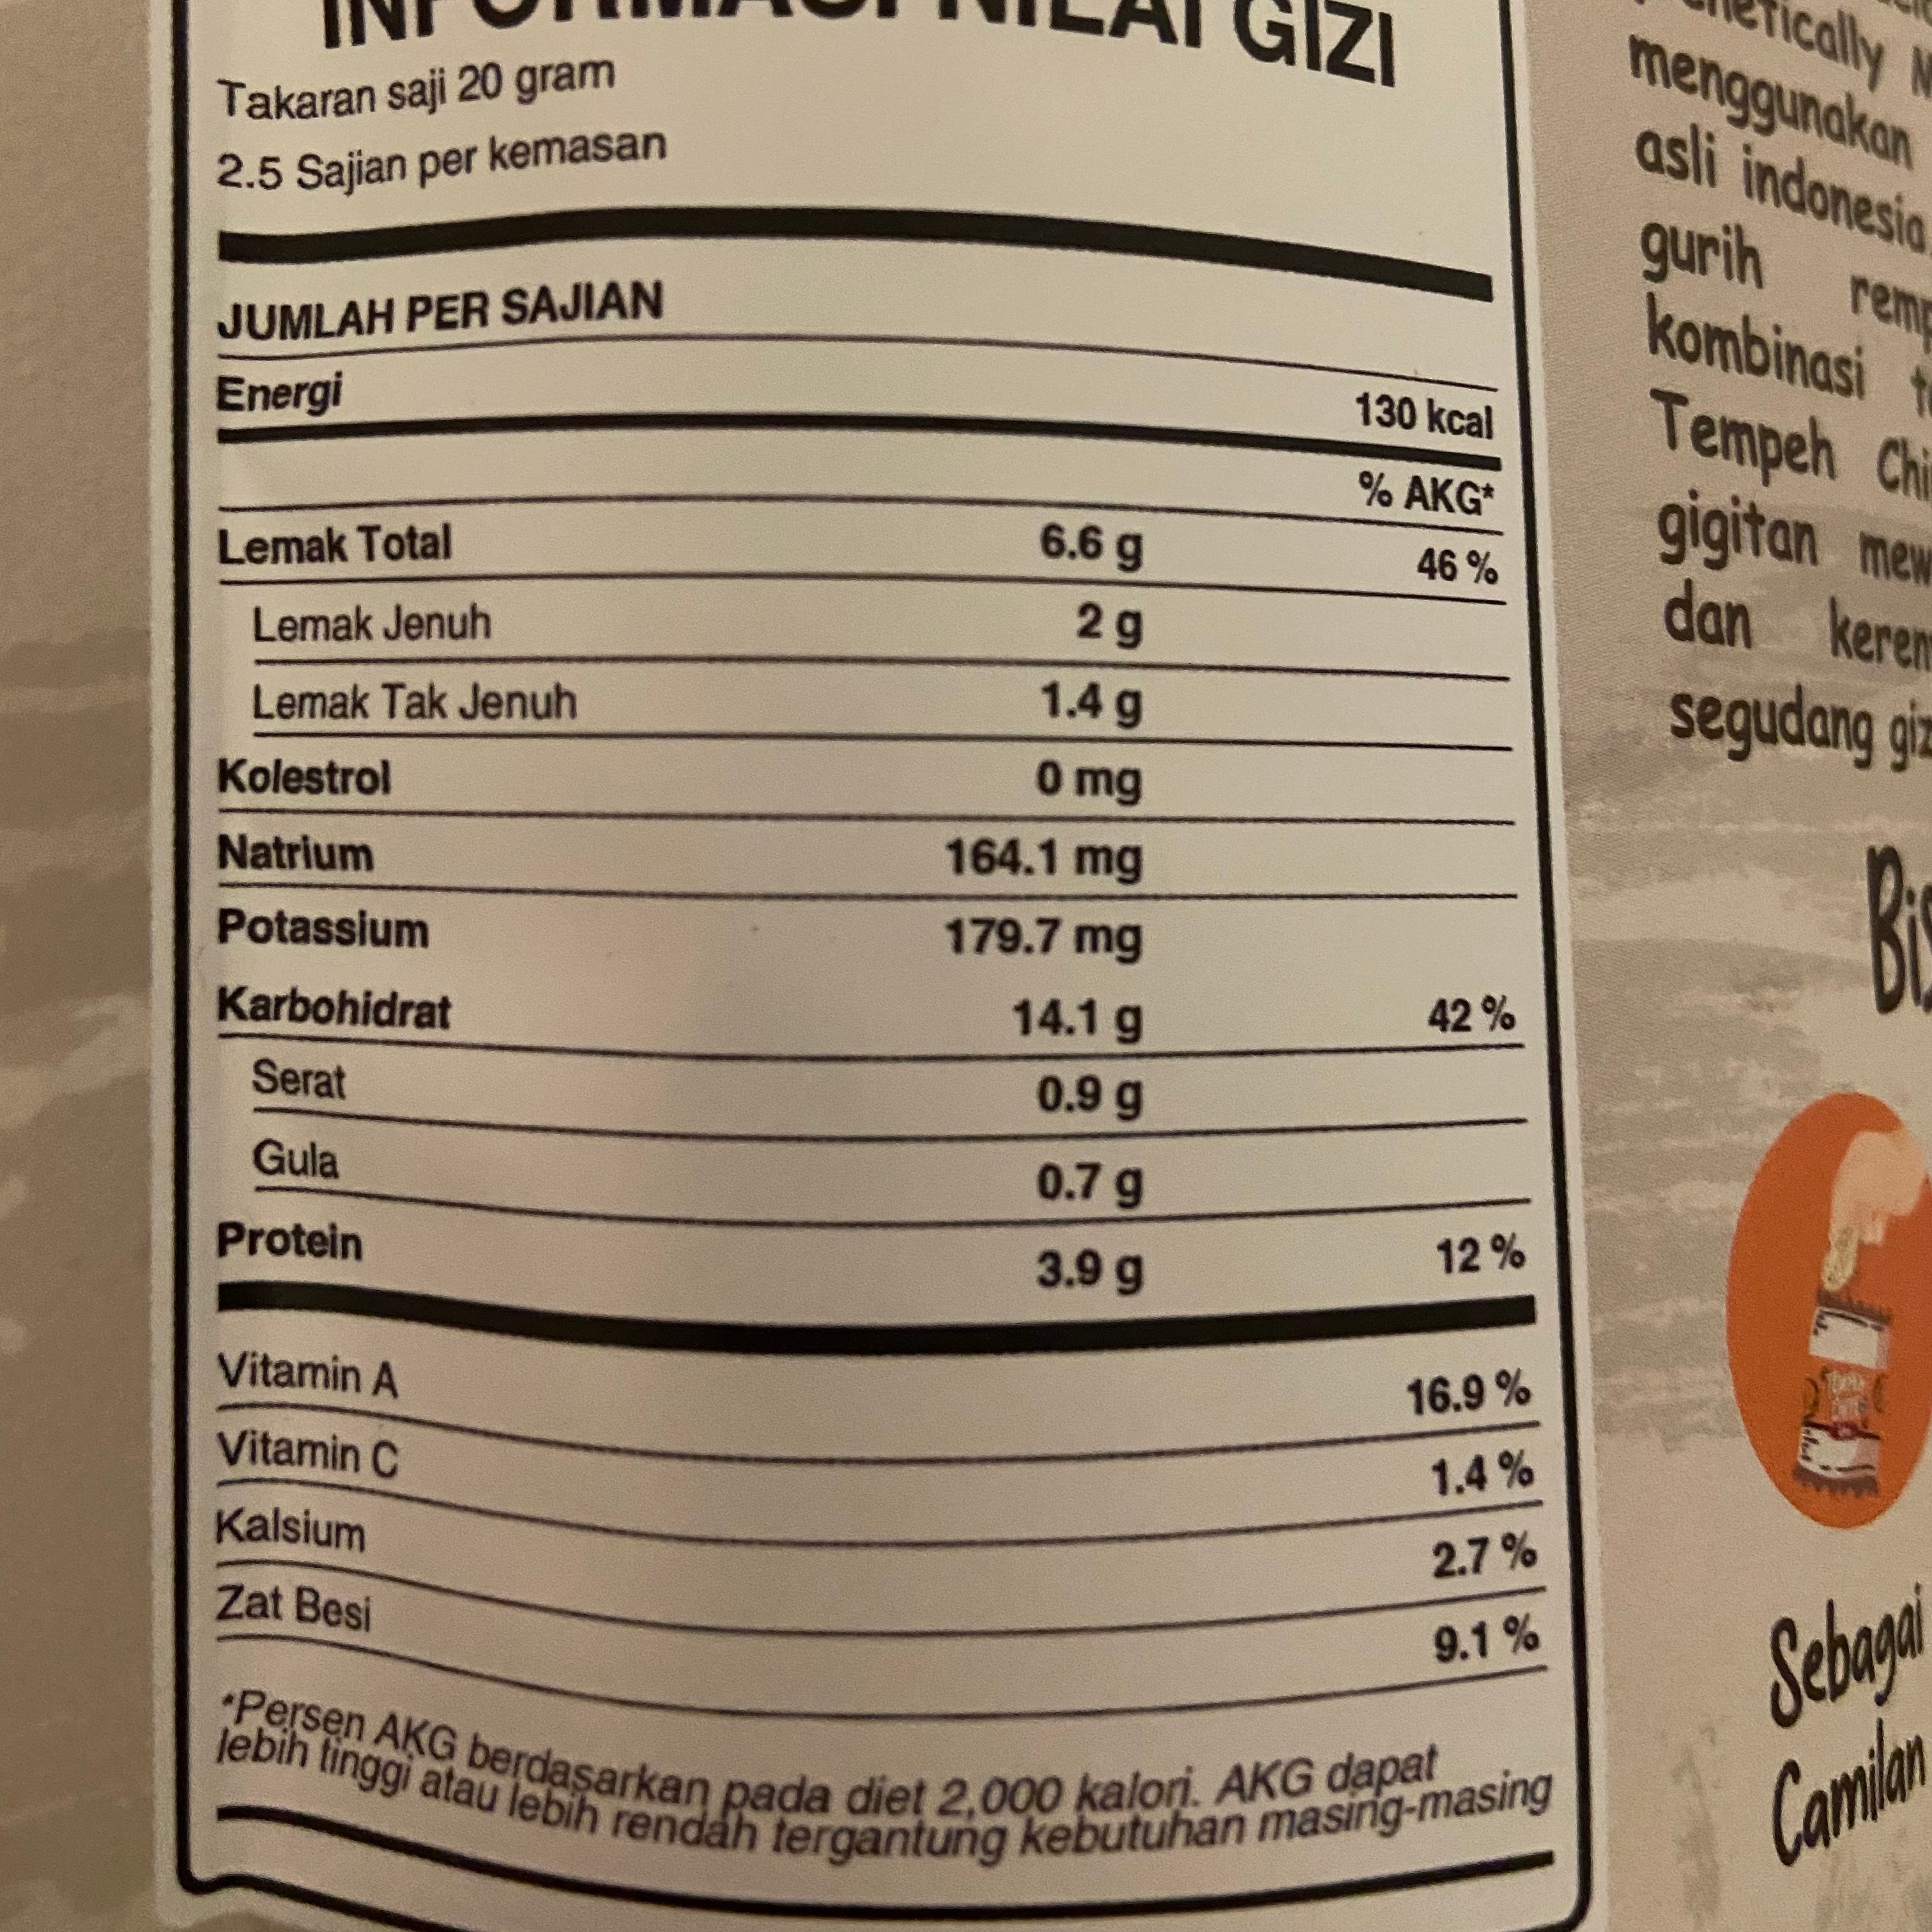 INFORMASI NILAI GIZI
Takaran saji 20 gram
2.5 Sajian per kemasan
JUMLAH PER SAJIAN
Energi 130 kcal
% AKG*
Lemak Total 6.6 g 46 %
Lemak Jenuh 2 g
Lemak Tak Jenuh 1.4 g
Kolestrol 0 mg
Natrium 164.1 mg
Potassium 179.7 mg
Karbohidrat 14.1 g 42 %
Serat 0.9 g
Gula 0.7 g
Protein 3.9 g 12 %
Vitamin A 16.9 %
Vitamin C 1.4 %
Kalsium 2.7 %
Zat Besi 9.1 %
*Persen AKG berdasarkan pada diet 2,000 kalori. AKG dapat
lebih tinggi atau lebih rendah tergantung kebutuhan masing-masing
menggunakan
asli indonesia,
gurih
kombinasi
Tempeh
gigitan
dan
segudang
Sebagai
Camilan